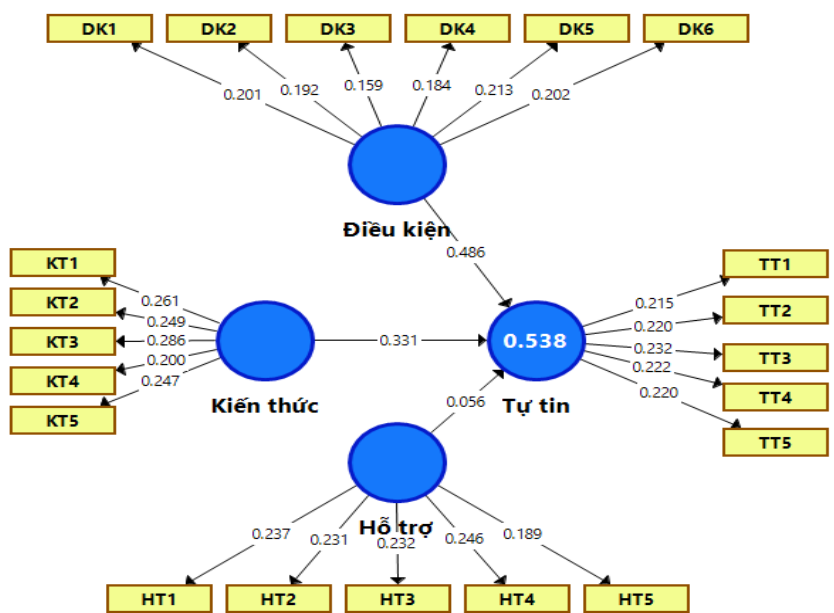 DK1 DK2 DK3 DK4 DK5 DK6
0.201 0.192 0.159 0.184 0.213 0.202
Điều kiện
0.486
KT1
KT2
KT3
KT4
KT5
0.261
0.249
0.286
0.200
0.247
Kiến thức
0.331
0.538
Tự tin
0.215
0.220
0.232
0.222
0.220
TT1
TT2
TT3
TT4
TT5
0.056
Hỗ trợ
0.237 0.231 0.232 0.246 0.189
HT1 HT2 HT3 HT4 HT5